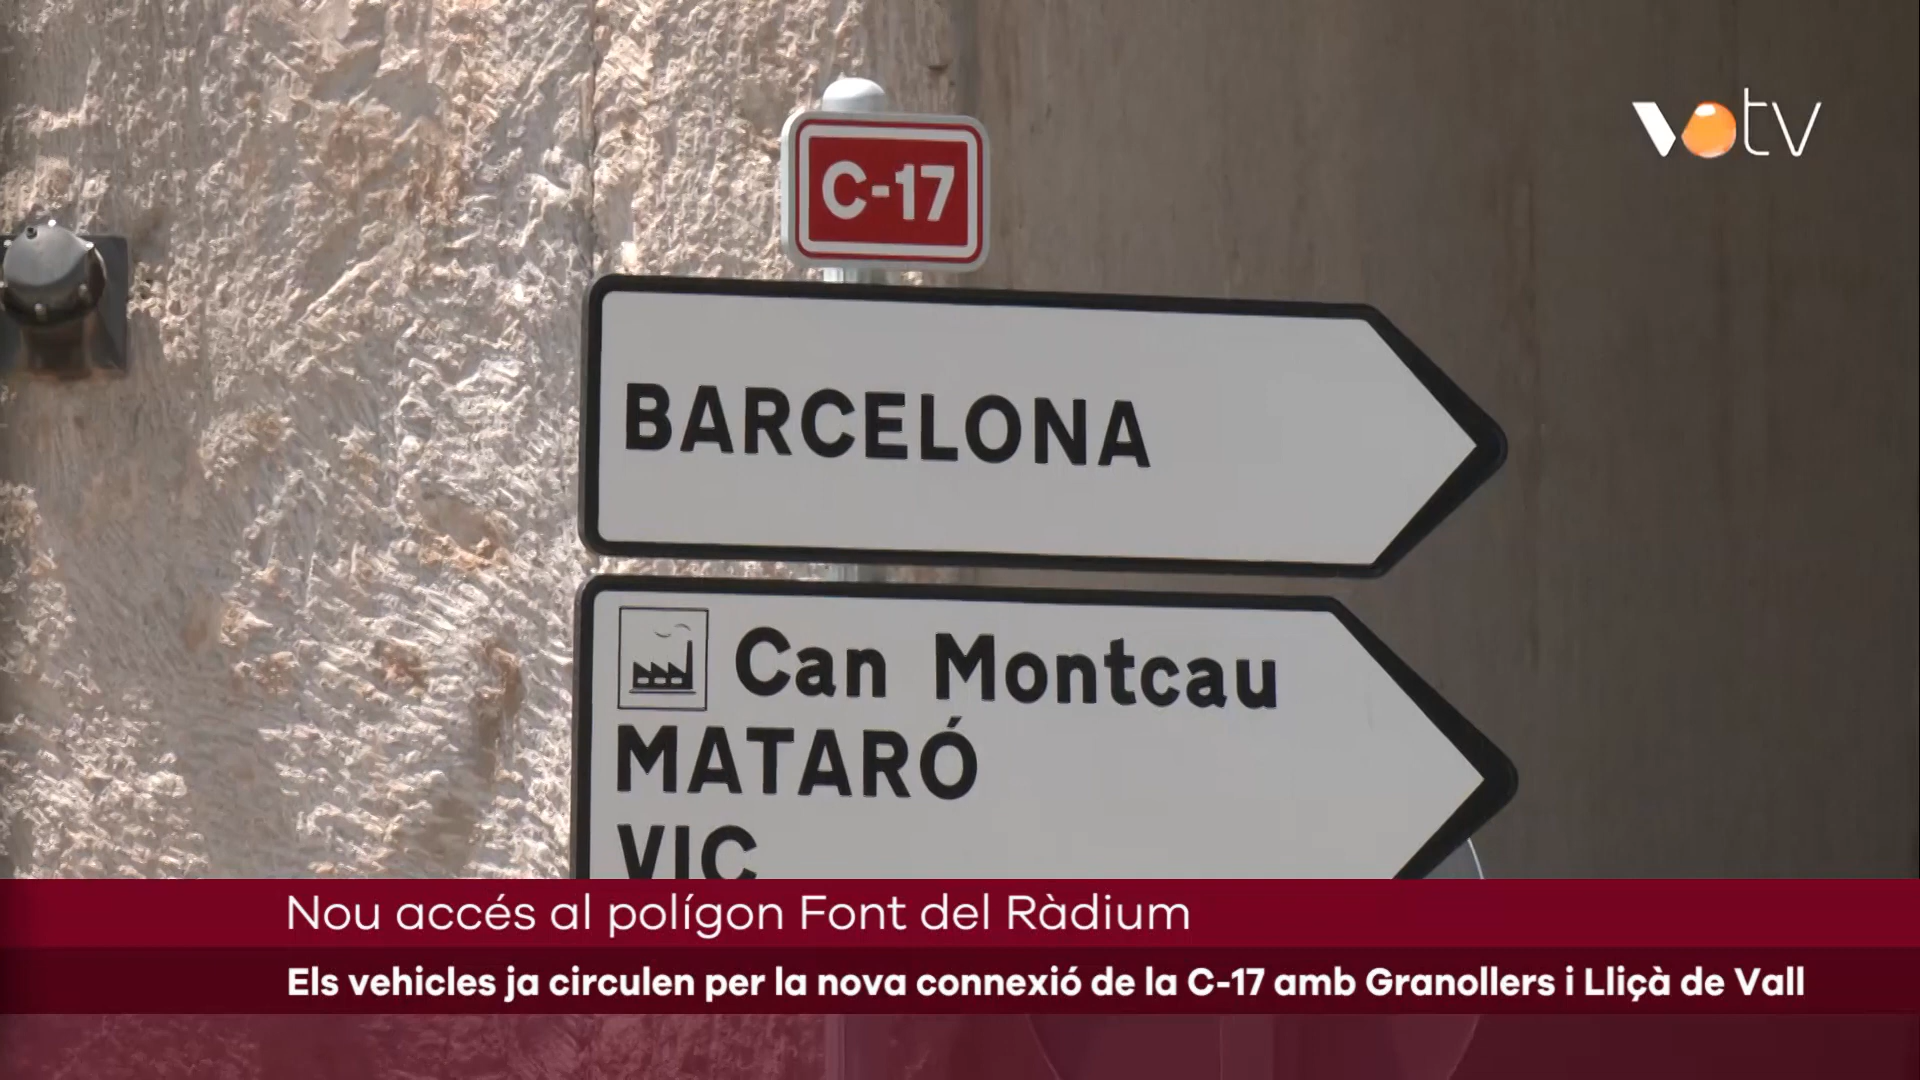 votv
C-17
BARCELONA
Can Montcau
MATARÓ
VIC
Nou accés al polígon Font del Ràdium
Els vehicles ja circulen per la nova connexió de la C-17 amb Granollers i Lliçà de Vall